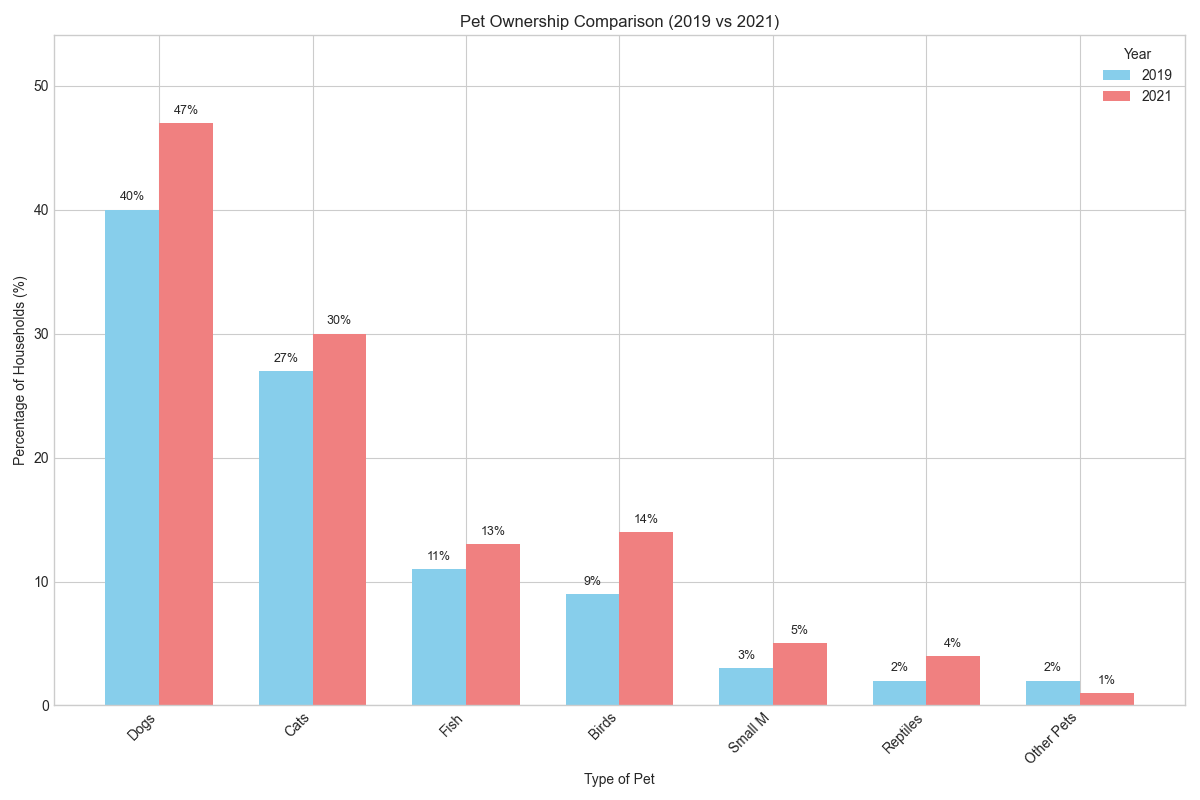 Pet Ownership Comparison (2019 vs 2021)
Year
2019
2021
Percentage of Households (%)
50
40
30
20
10
0
40%
47%
27%
30%
11%
13%
9%
14%
3%
5%
2%
4%
2%
1%
Dogs
Cats
Fish
Birds
Small M
Reptiles
Other Pets
Type of Pet